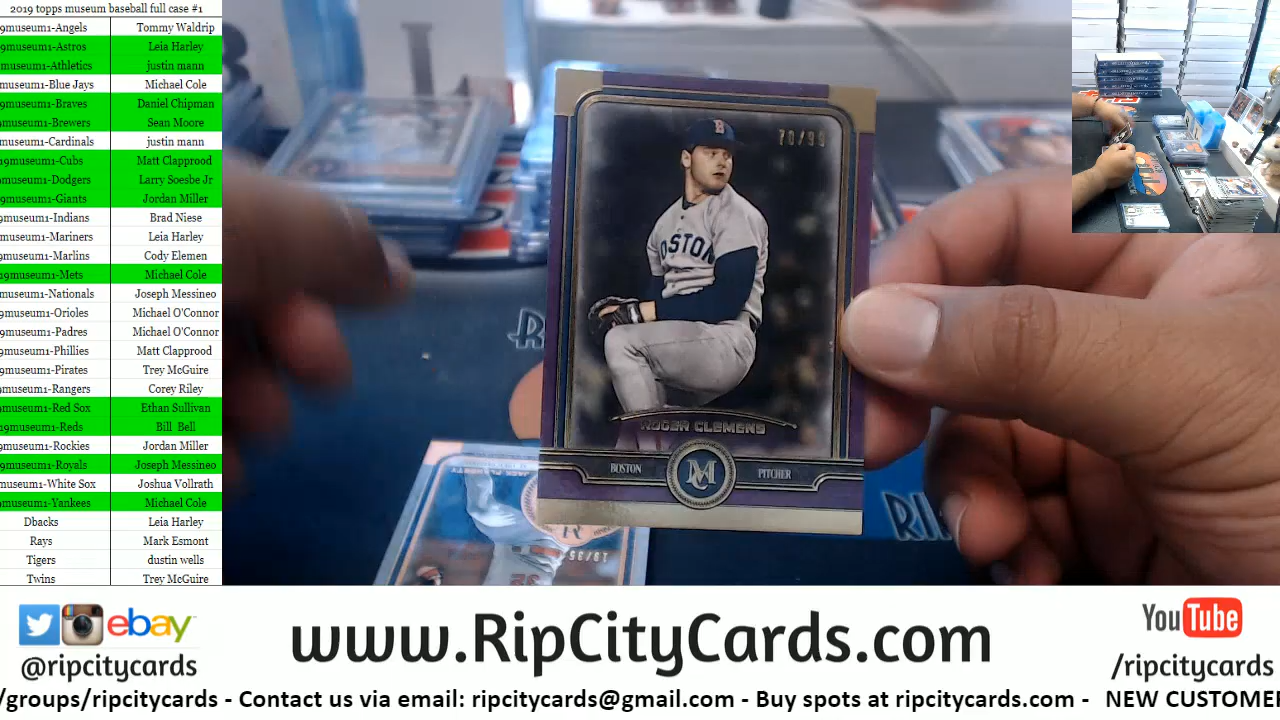 2019 topps museum baseball full case #1
9museum1-Angels Tommy Waldrip
9museum1-Astros Leia Harley
museum1-Athletics justin mann
museum1-Blue Jays Michael Cole
9museum1-Braves Daniel Chipman
9museum1-Brewers Sean Moore
museum1-Cardinals justin mann
19museum1-Cubs Matt Clapprood
museum1-Dodgers Larry Soesbe Jr
9museum1-Giants Jordan Miller
museum1-Indians Brad Niese
museum1-Mariners Leia Harley
museum1-Marlins Cody Elemen
19museum1-Mets Michael Cole
museum1-Nationals Joseph Messineo
museum1-Orioles Michael O'Connor
9museum1-Padres Michael O'Connor
9museum1-Phillies Matt Clapprood
9museum1-Pirates Trey McGuire
museum1-Rangers Corey Riley
museum1-Red Sox Ethan Sullivan
19museum1-Reds Bill Bell
museum1-Rockies Jordan Miller
9museum1-Royals Joseph Messineo
museum1-White Sox Joshua Vollrath
museum1-Yankees Michael Cole
Dbacks Leia Harley
Rays Mark Esmont
Tigers dustin wells
Twins Trey McGuire
B
BOSTON
ROGER CLEMENS
BOSTON MC PITCHER
ebay
@ripcitycards
www.RipCityCards.com
YouTube
/ripcitycards
/groups/ripcitycards - Contact us via email: ripcitycards@gmail.com - Buy spots at ripcitycards.com - NEW CUSTOME